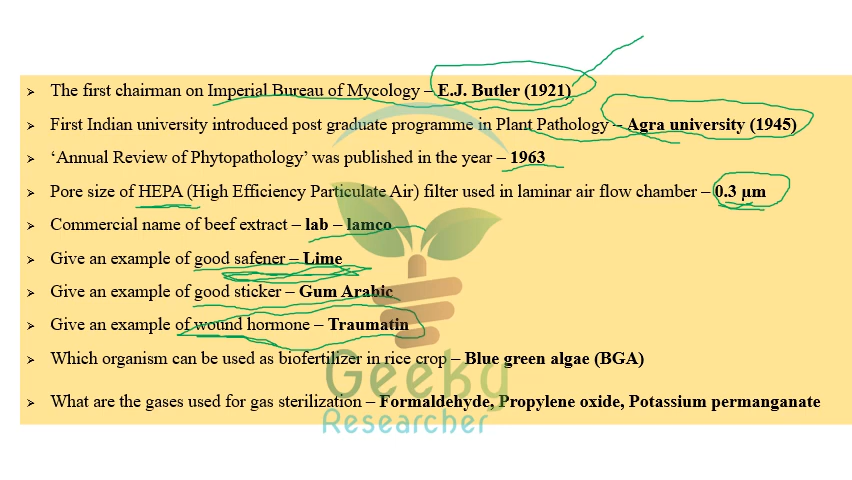 The first chairman on Imperial Bureau of Mycology – E.J. Butler (1921)
First Indian university introduced post graduate programme in Plant Pathology – Agra university (1945)
‘Annual Review of Phytopathology’ was published in the year – 1963
Pore size of HEPA (High Efficiency Particulate Air) filter used in laminar air flow chamber – 0.3 µm
Commercial name of beef extract – lab – lamco
Give an example of good safener – Lime
Give an example of good sticker – Gum Arabic
Give an example of wound hormone – Traumatin
Which organism can be used as biofertilizer in rice crop – Blue green algae (BGA)
What are the gases used for gas sterilization – Formaldehyde, Propylene oxide, Potassium permanganate
Geeky
Researcher